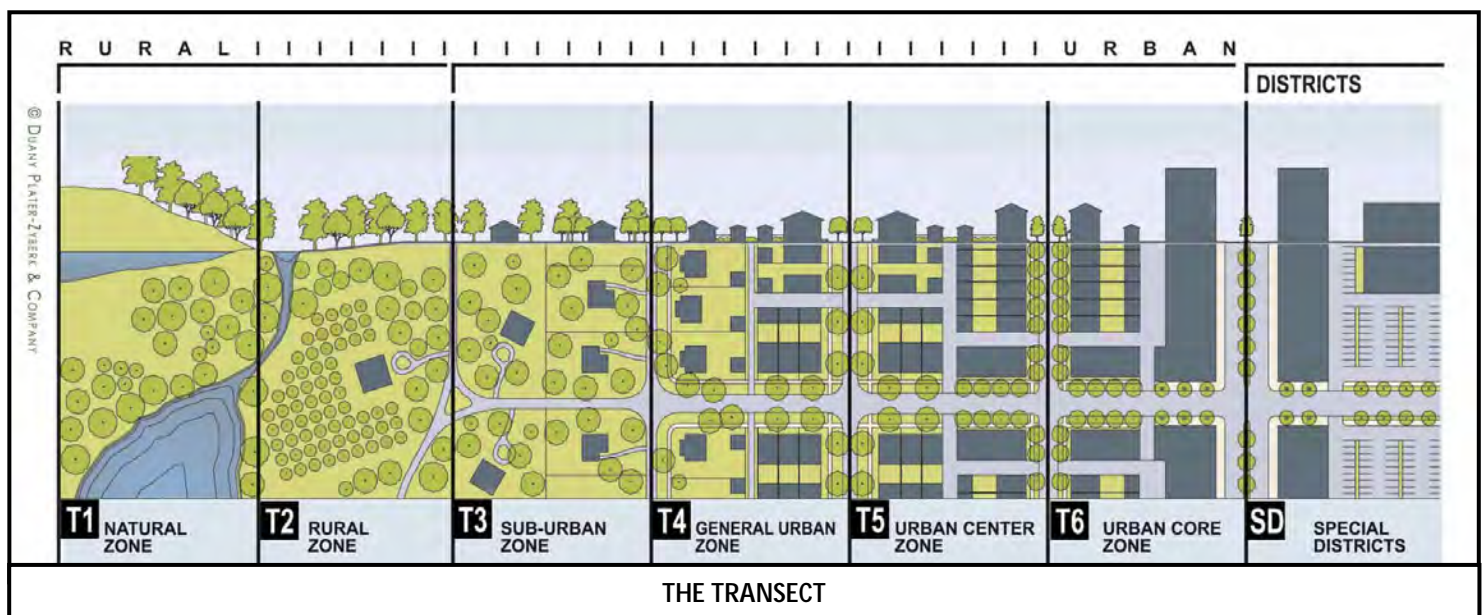 R U R A L I I I I I I I I I I I I I I I I I I I I I I I I I I U R B A N
DISTRICTS
© DUANY PLATER-ZYBERK & COMPANY
T1 NATURAL
ZONE
T2 RURAL
ZONE
T3 SUB-URBAN
ZONE
T4 GENERAL URBAN
ZONE
T5 URBAN CENTER
ZONE
T6 URBAN CORE
ZONE
SD SPECIAL
DISTRICTS
THE TRANSECT